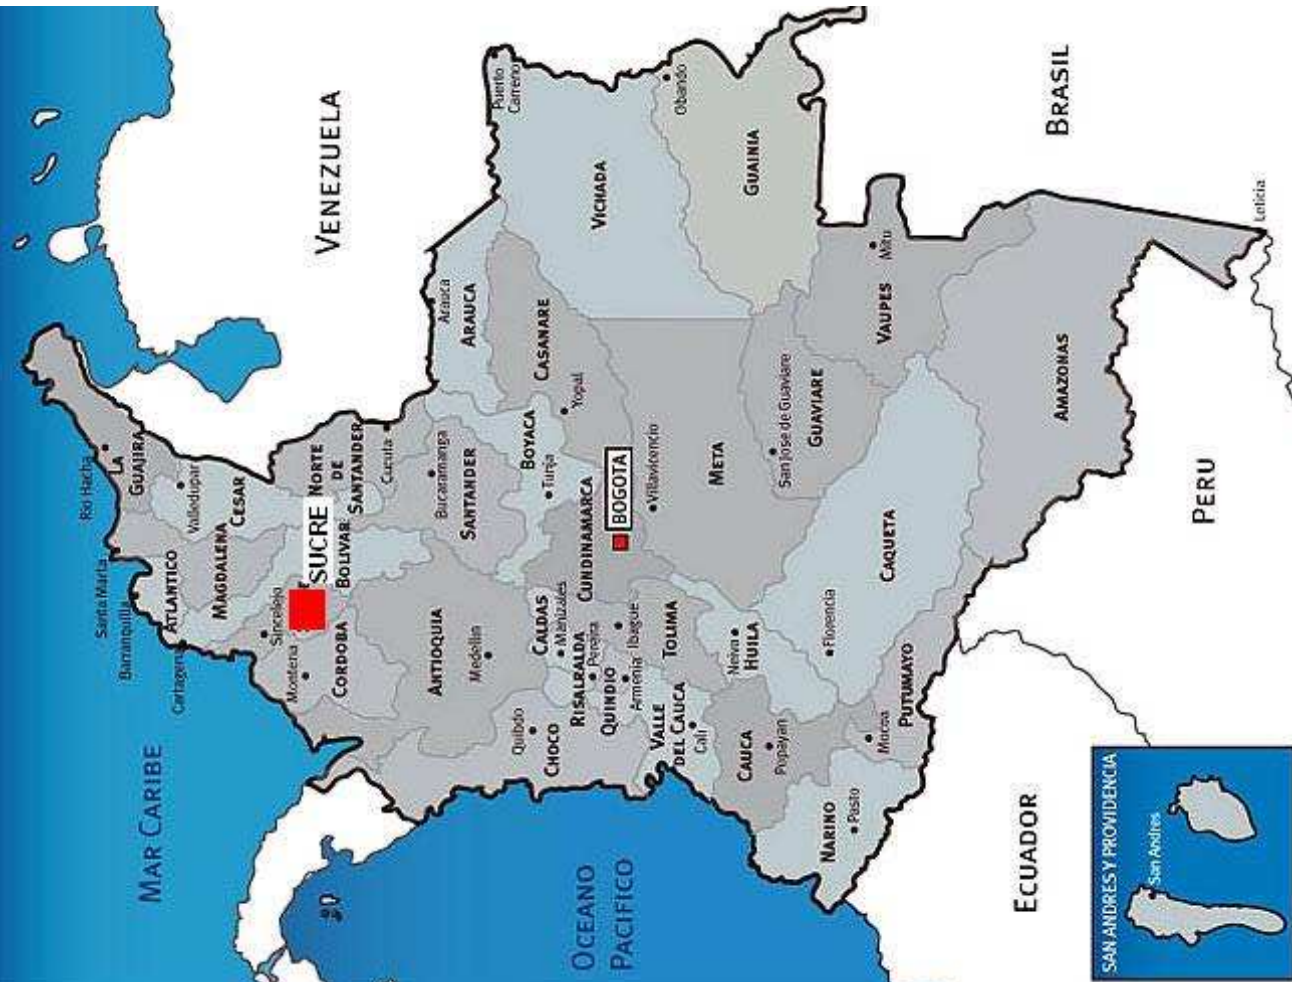 MAR CARIBE
VENEZUELA
Rio Hacha
LA
GUAJIRA
Santa Marta
Barranquilla
ATLANTICO
Cartagena
MAGDALENA
Valledupar
CESAR
Sincelejo
SUCRE
BOLIVAR
NORTE
DE
SANTANDER
Cucuta
Monteria
CORDOBA
ANTIOQUIA
Medellin
Bucaramanga
SANTANDER
Arauca
ARAUCA
Puerto
Carreno
VICHADA
CASANARE
Yopal
BOYACA
Tunja
CUNDINAMARCA
BOGOTA
CALDAS
Manizales
RISALRALDA
Pereira
QUINDIO
Armenia
Ibague
TOLIMA
Quibdo
CHOCO
VALLE
DEL CAUCA
Cali
Villavicencio
META
Obando
GUAINIA
BRASIL
San Jose de Guaviare
GUAVIARE
Mitu
VAUPES
Neiva
HUILA
CAUCA
Popayan
Florencia
CAQUETA
NARINO
Pasto
Mocoa
PUTUMAYO
AMAZONAS
Leticia
OCEANO
PACIFICO
ECUADOR
PERU
SAN ANDRES Y PROVIDENCIA
San Andres